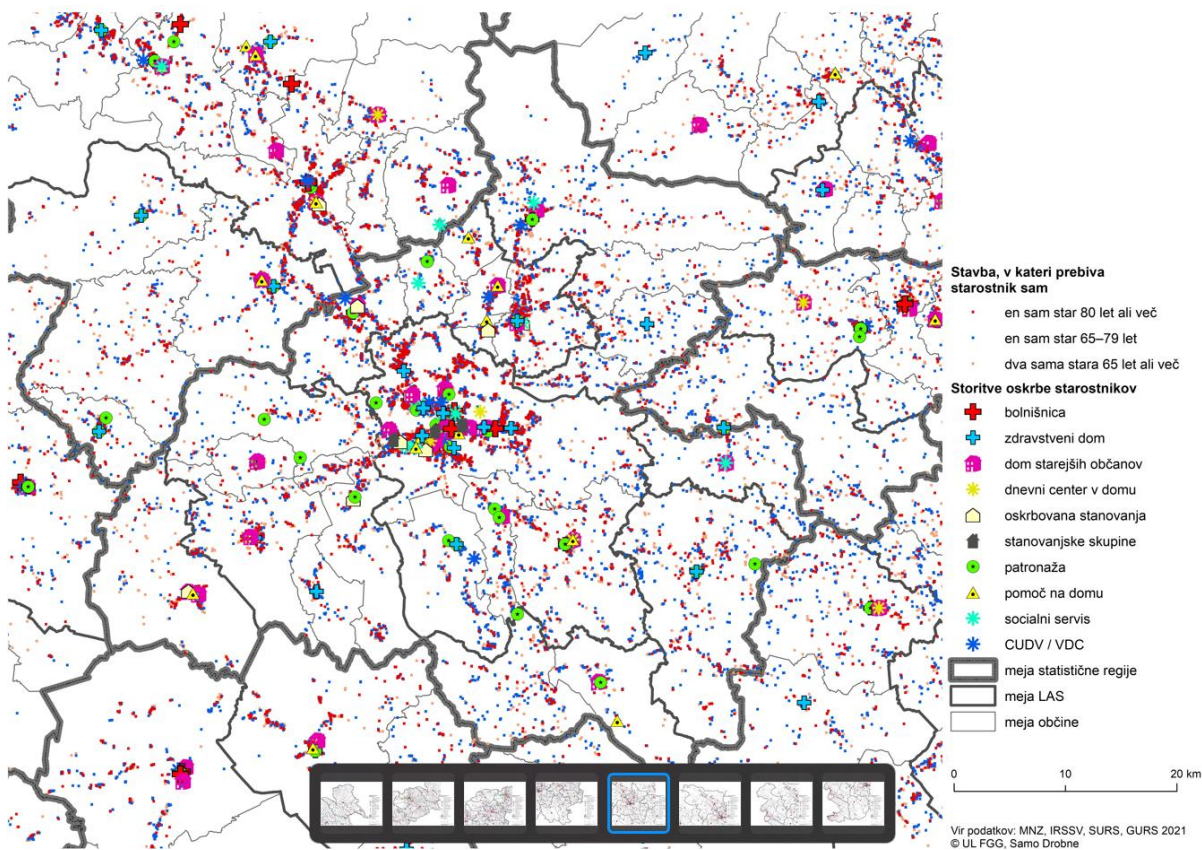 Stavba, v kateri prebiva
starostnik sam
en sam star 80 let ali več
en sam star 65–79 let
dva sama stara 65 let ali več
Storitve oskrbe starostnikov
bolnišnica
zdravstveni dom
dom starejših občanov
dnevni center v domu
oskrbovana stanovanja
stanovanjske skupine
patronaža
pomoč na domu
socialni servis
CUDV / VDC
meja statistične regije
meja LAS
meja občine
0 10 20 km
Vir podatkov: MNZ, IRSSV, SURS, GURS 2021
© UL FGG, Samo Drobne